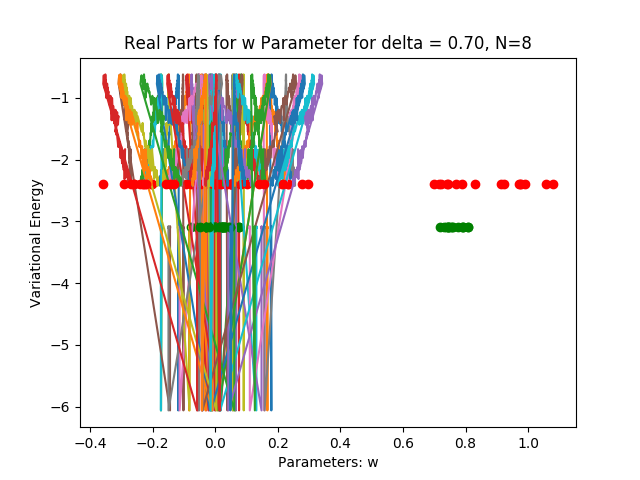 Real Parts for w Parameter for delta = 0.70, N=8
Variational Energy
−1
−2
−3
−4
−5
−6
−0.4 −0.2 0.0 0.2 0.4 0.6 0.8 1.0
Parameters: w